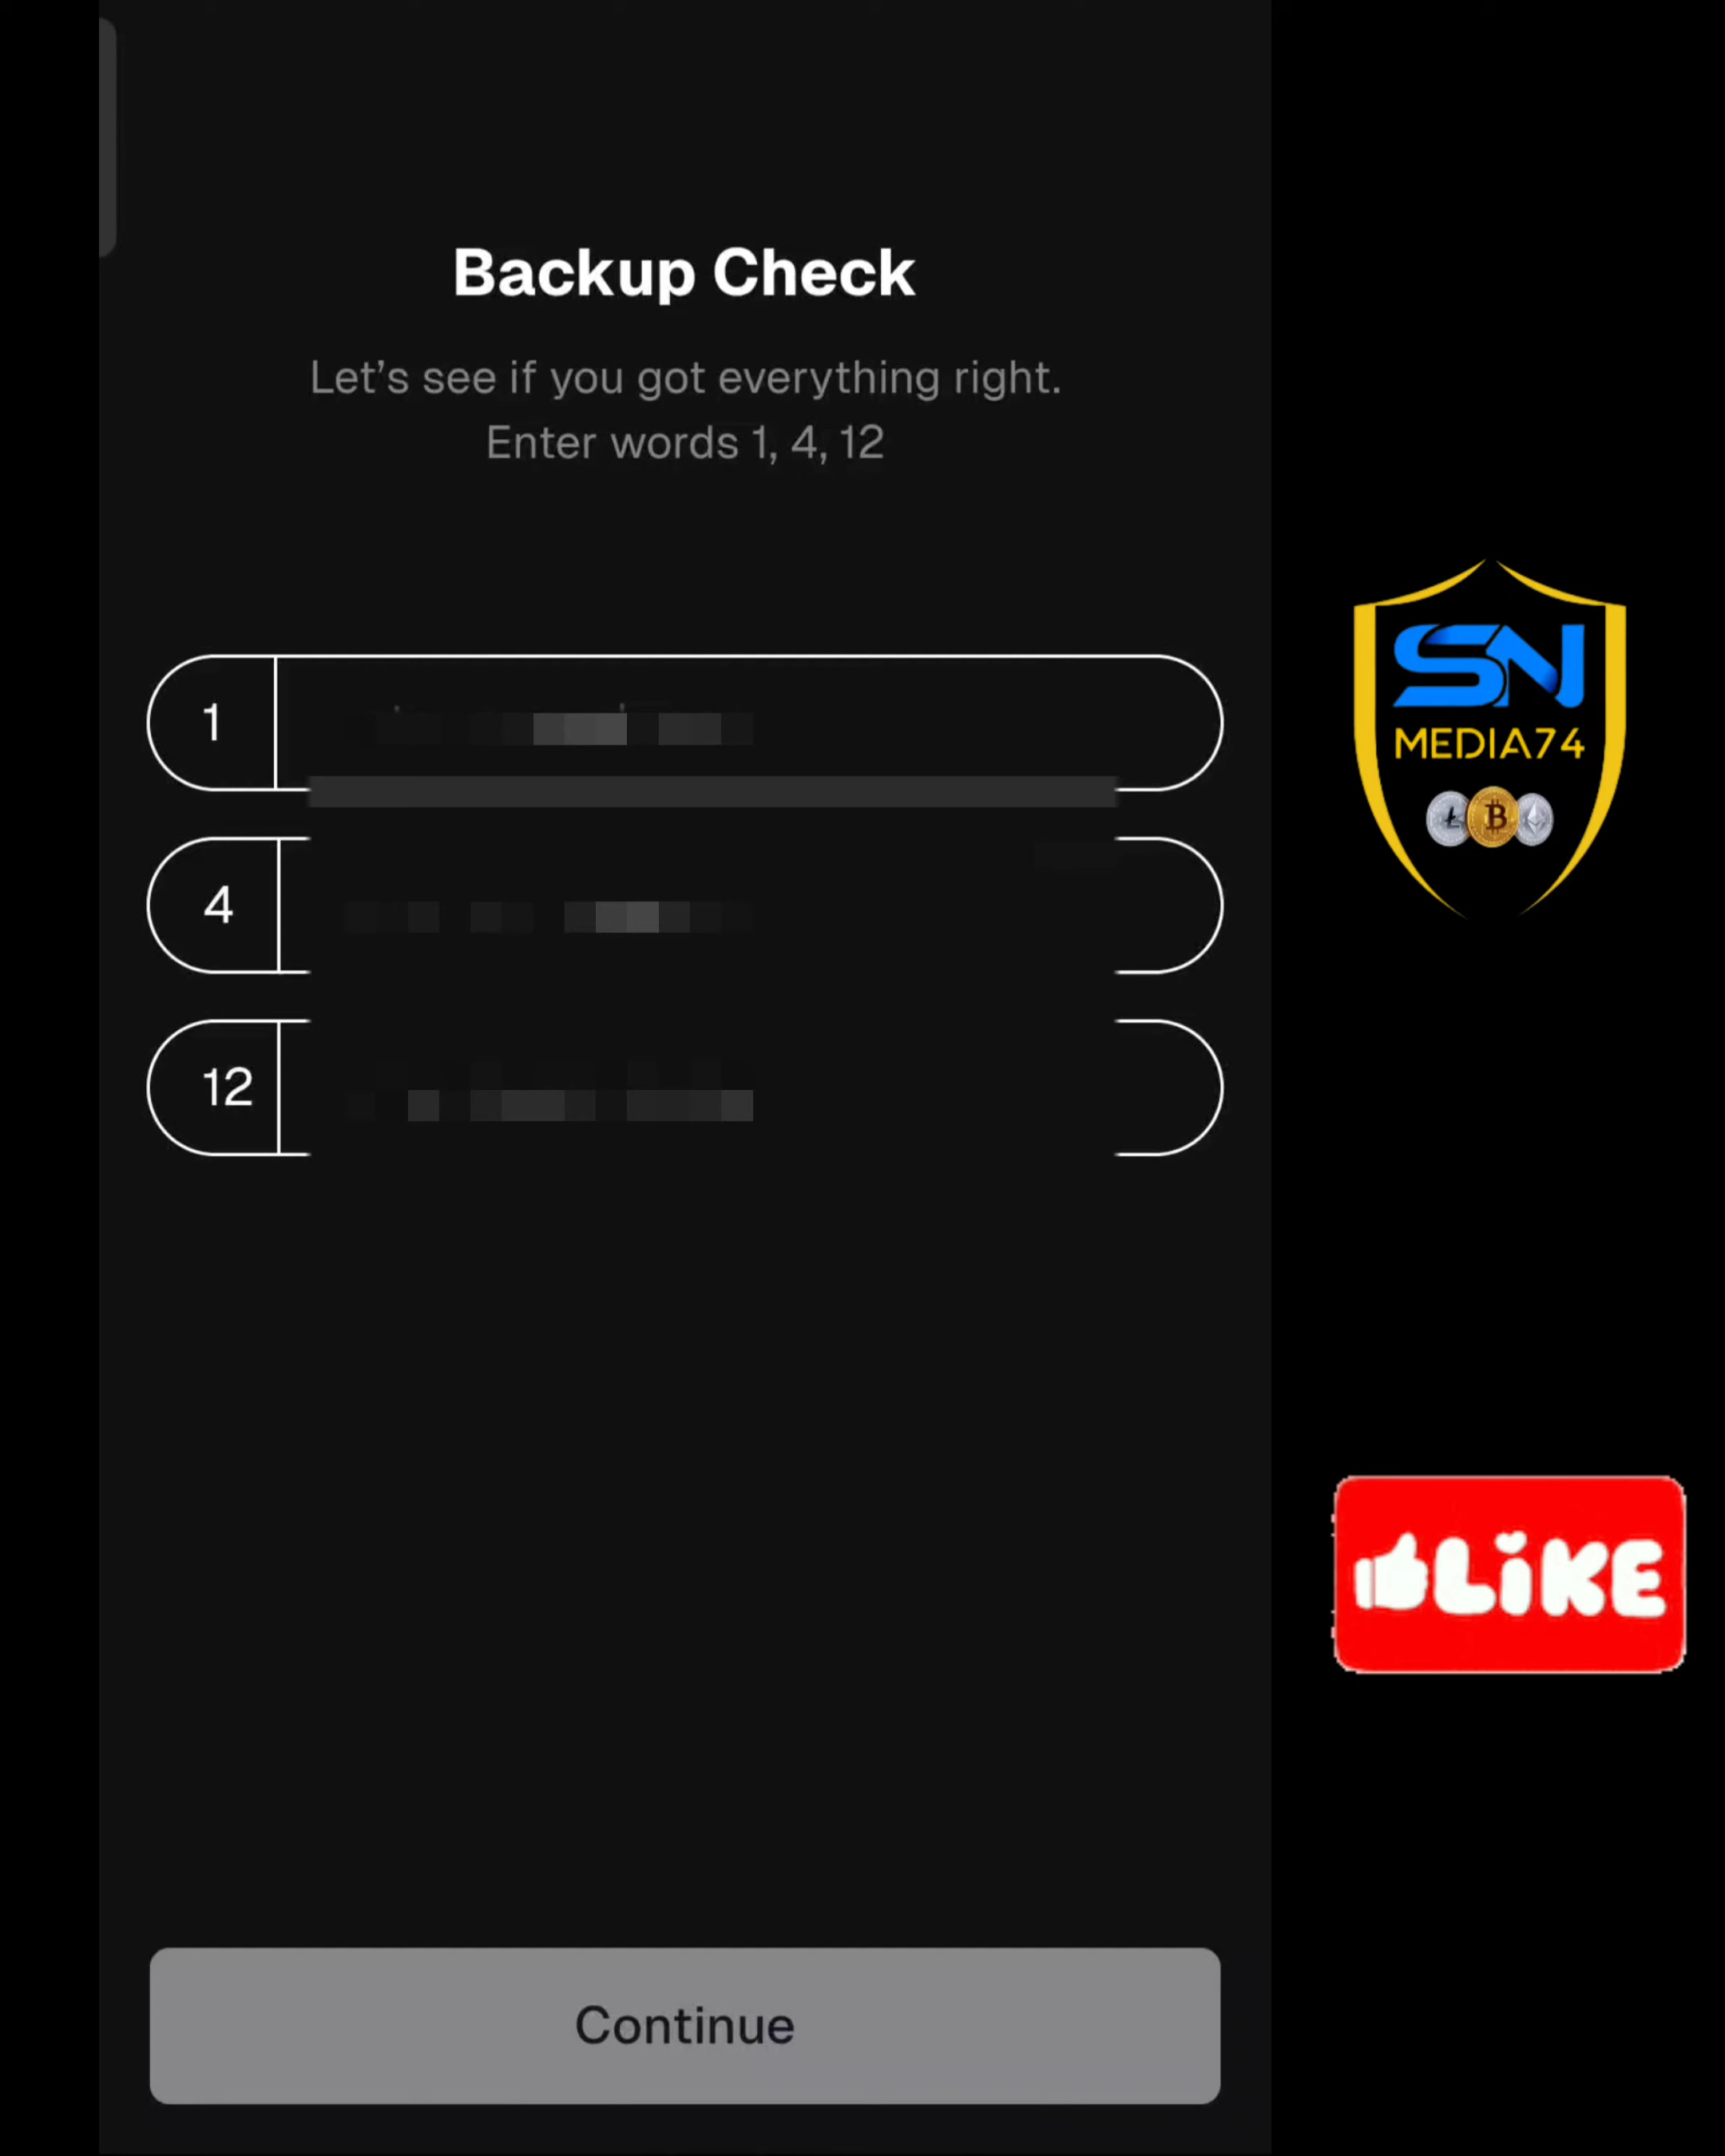 Backup Check
Let's see if you got everything right.
Enter words 1, 4, 12
1
4
12
Continue
SN
MEDIA74
LiKE